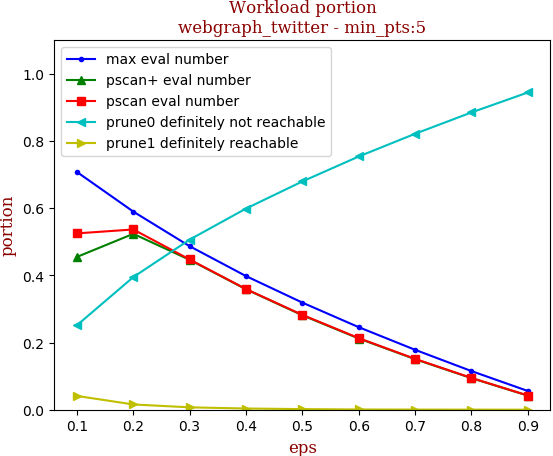 Workload portion
webgraph_twitter - min_pts:5
max eval number
pscan+ eval number
pscan eval number
prune0 definitely not reachable
prune1 definitely reachable
portion
1.0
0.8
0.6
0.4
0.2
0.0
0.1 0.2 0.3 0.4 0.5 0.6 0.7 0.8 0.9
eps